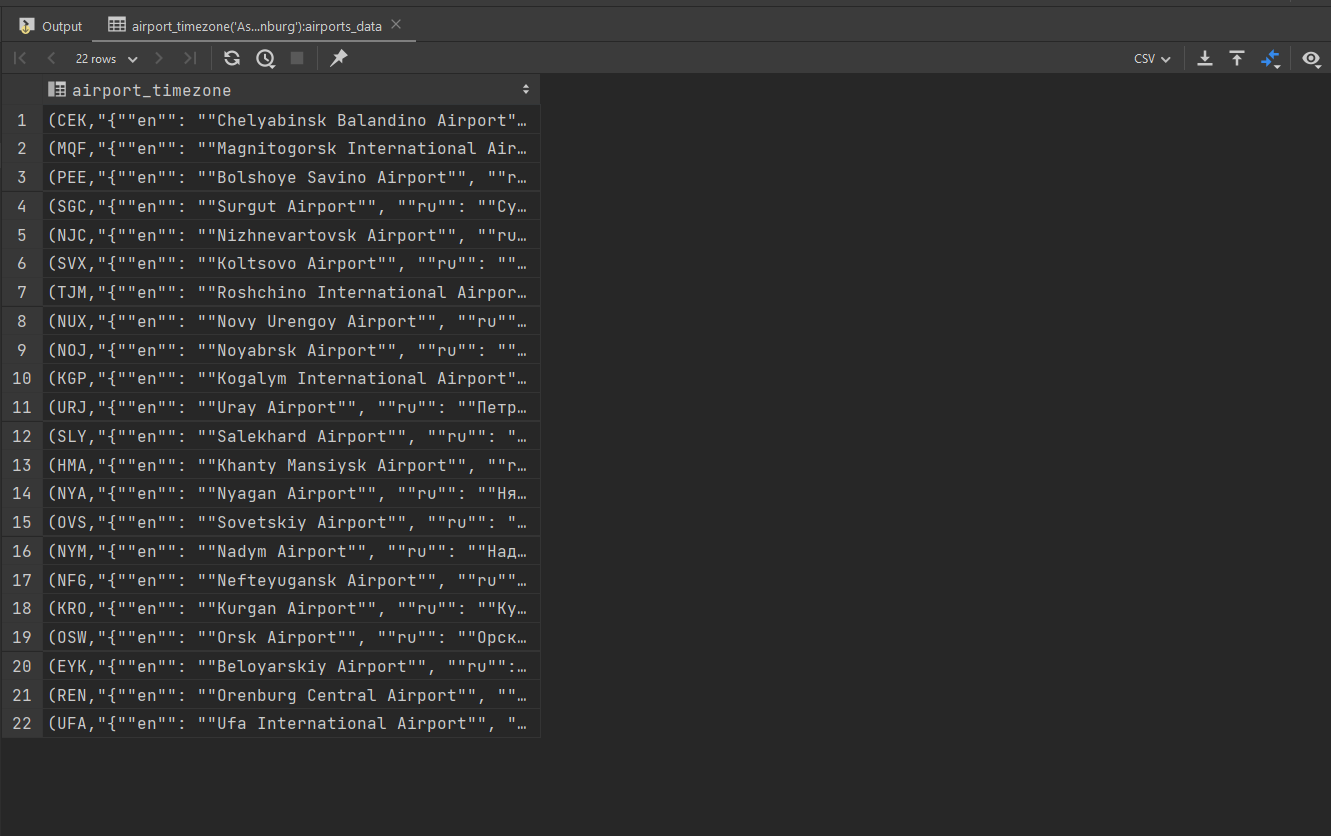 Output airport_timezone('As...nburg'):airports_data
22 rows CSV
airport_timezone
1 (CEK,"{""en"": ""Chelyabinsk Balandino Airport"…
2 (MQF,"{""en"": ""Magnitogorsk International Air…
3 (PEE,"{""en"": ""Bolshoye Savino Airport"", ""r…
4 (SGC,"{""en"": ""Surgut Airport"", ""ru"": ""Су…
5 (NJC,"{""en"": ""Nizhnevartovsk Airport"", ""ru…
6 (SVX,"{""en"": ""Koltsovo Airport"", ""ru"": ""…
7 (TJM,"{""en"": ""Roshchino International Airpor…
8 (NUX,"{""en"": ""Novy Urengoy Airport"", ""ru""…
9 (NOJ,"{""en"": ""Noyabrsk Airport"", ""ru"": ""…
10 (KGP,"{""en"": ""Kogalym International Airport"…
11 (URJ,"{""en"": ""Uray Airport"", ""ru"": ""Петр…
12 (SLY,"{""en"": ""Salekhard Airport"", ""ru"": "…
13 (HMA,"{""en"": ""Khanty Mansiysk Airport"", ""r…
14 (NYA,"{""en"": ""Nyagan Airport"", ""ru"": ""Ня…
15 (OVS,"{""en"": ""Sovetskiy Airport"", ""ru"": "…
16 (NYM,"{""en"": ""Nadym Airport"", ""ru"": ""Над…
17 (NFG,"{""en"": ""Nefteyugansk Airport"", ""ru""…
18 (KRO,"{""en"": ""Kurgan Airport"", ""ru"": ""Ку…
19 (OSW,"{""en"": ""Orsk Airport"", ""ru"": ""Орск…
20 (EYK,"{""en"": ""Beloyarskiy Airport"", ""ru"":…
21 (REN,"{""en"": ""Orenburg Central Airport"", ""…
22 (UFA,"{""en"": ""Ufa International Airport"", "…